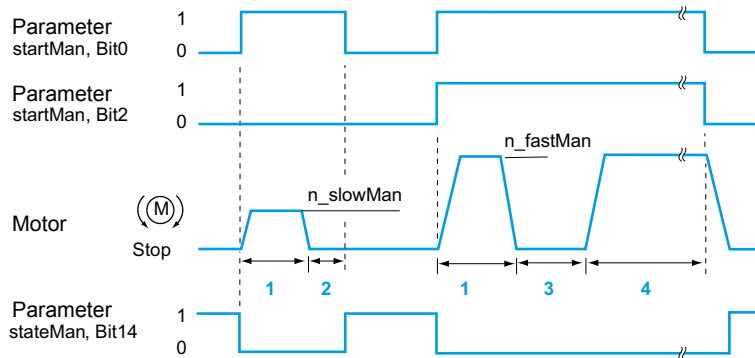 Parameter
startMan, Bit0
1
0
Parameter
startMan, Bit2
1
0
n_fastMan
n_slowMan
Motor
M
Stop
1
2
1
3
4
Parameter
stateMan, Bit14
1
0